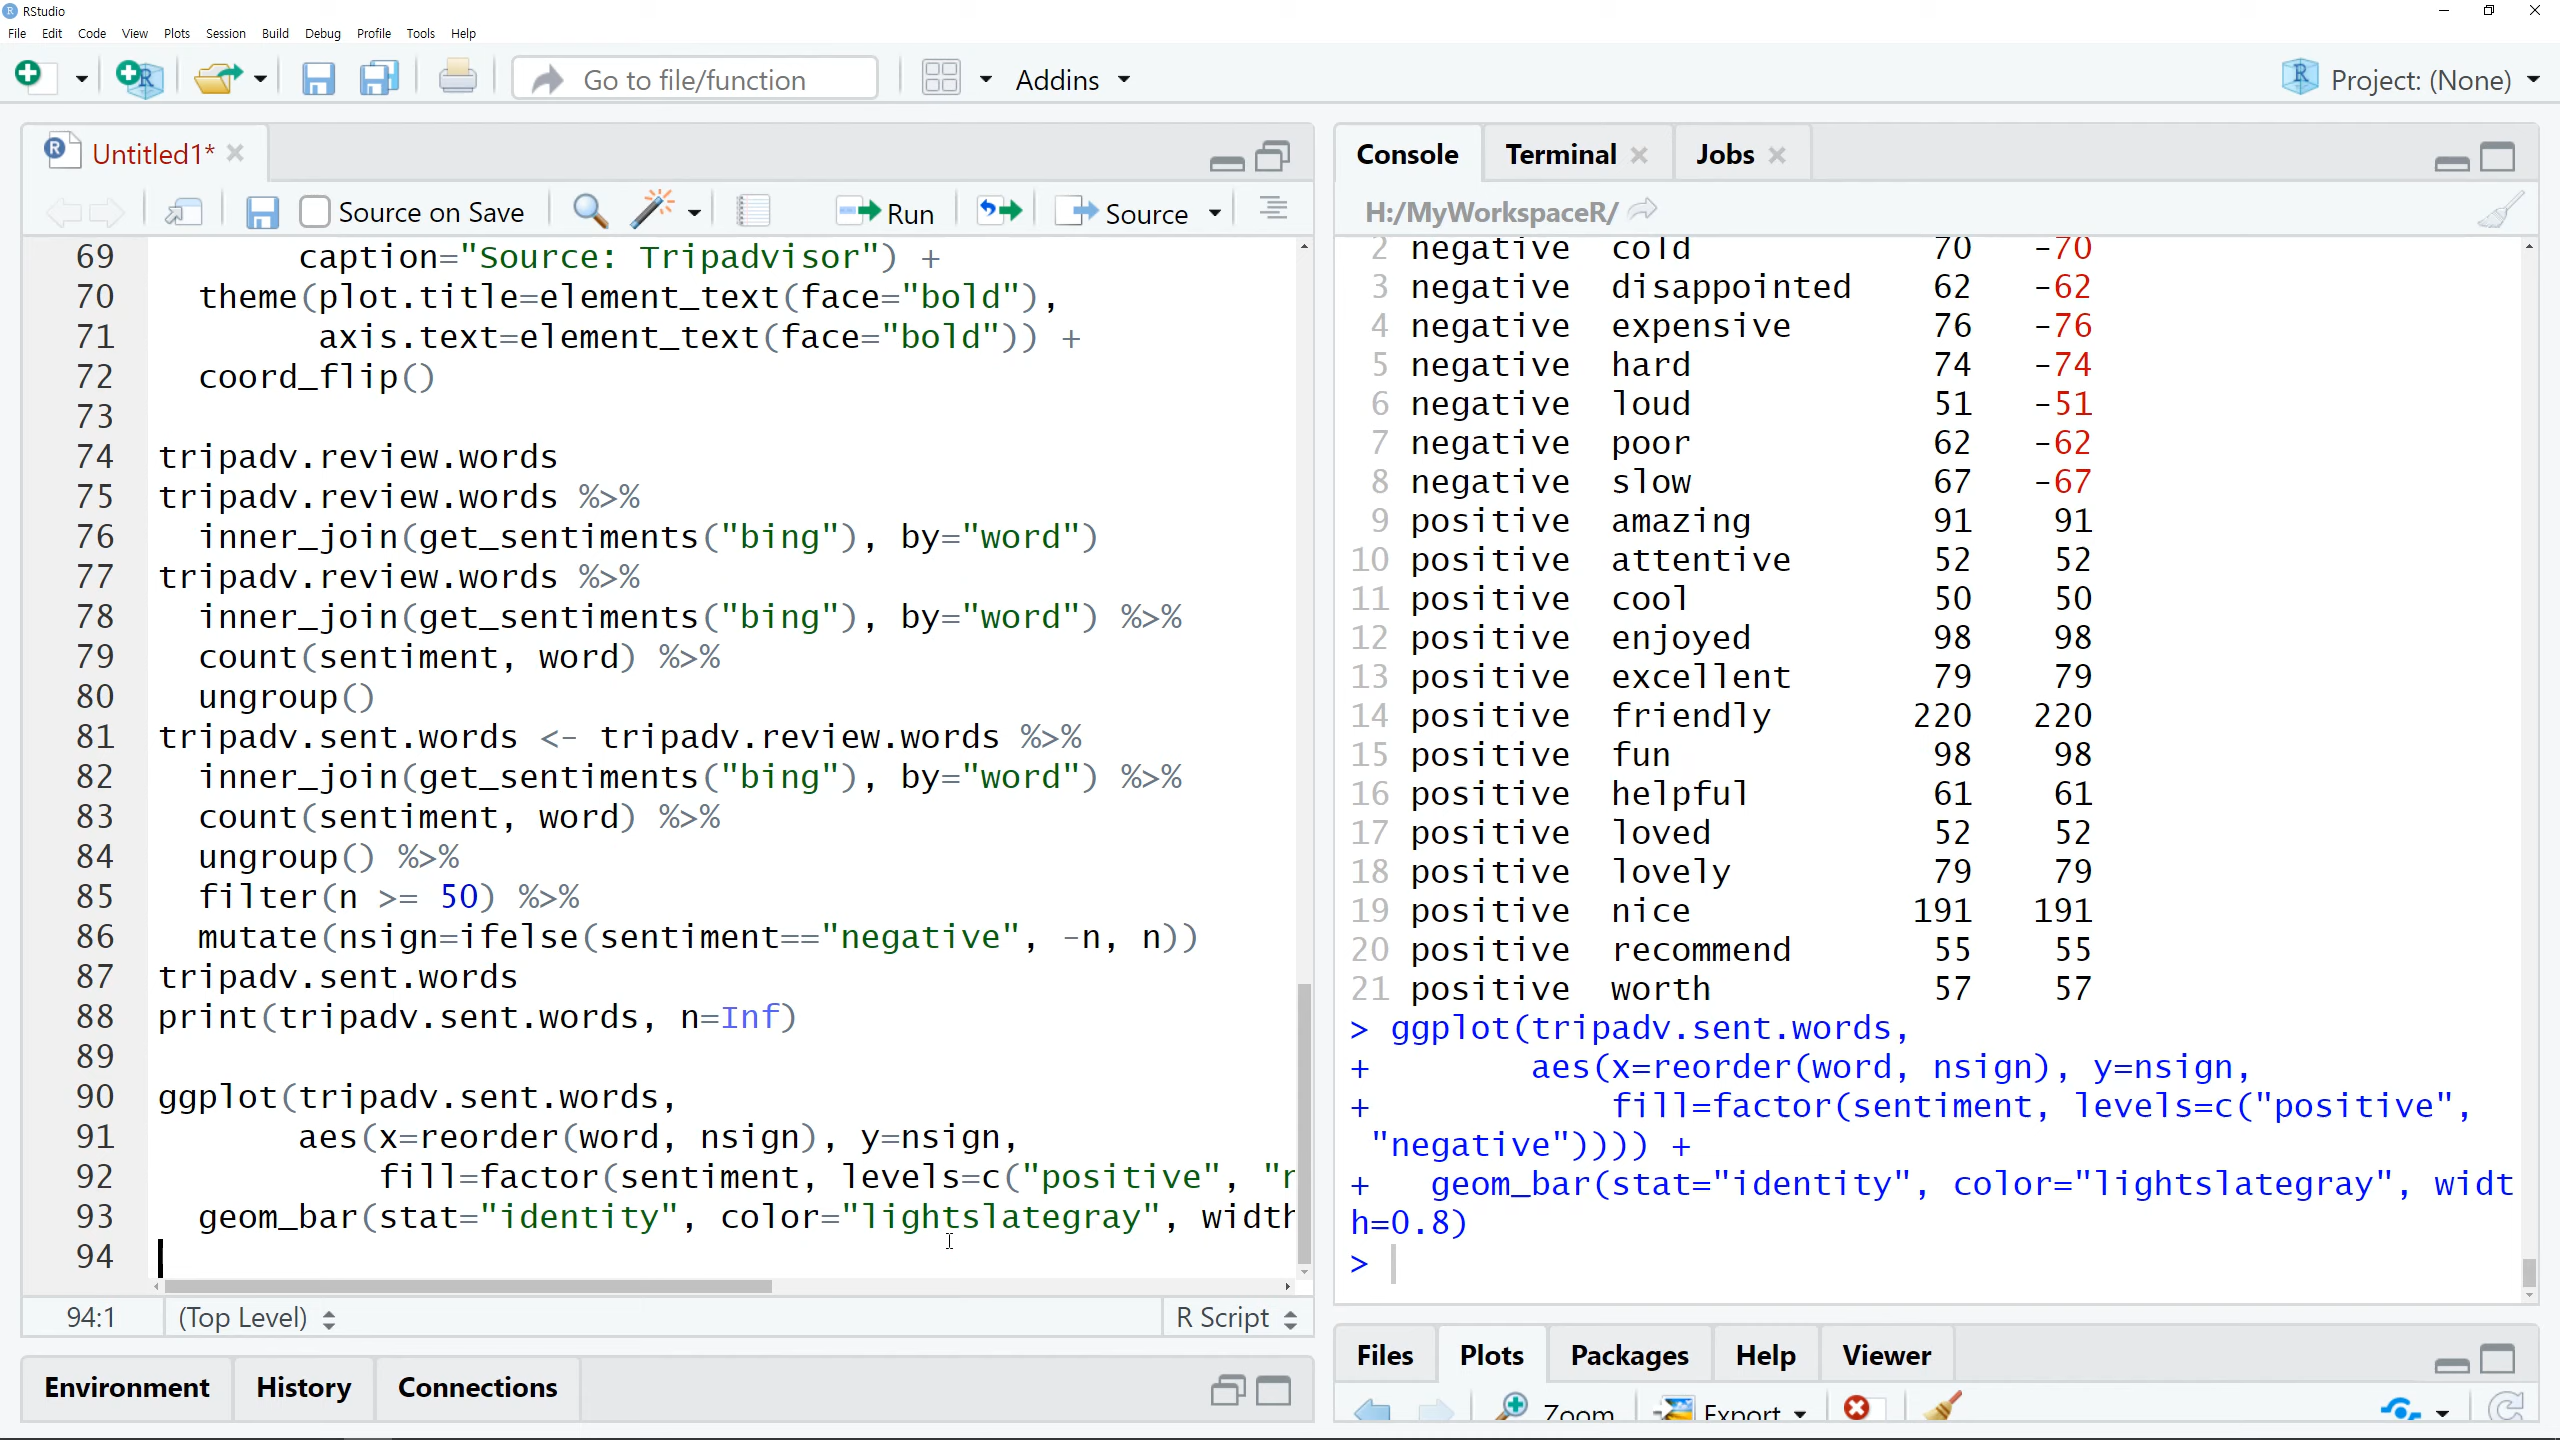 RStudio
File Edit Code View Plots Session Build Debug Profile Tools Help
Go to file/function Addins Project: (None)
Untitled1*
Source on Save Run Source
69 caption="Source: Tripadvisor") +
70 theme(plot.title=element_text(face="bold"),
71 axis.text=element_text(face="bold")) +
72 coord_flip()
73
74 tripadv.review.words
75 tripadv.review.words %>%
76 inner_join(get_sentiments("bing"), by="word")
77 tripadv.review.words %>%
78 inner_join(get_sentiments("bing"), by="word") %>%
79 count(sentiment, word) %>%
80 ungroup()
81 tripadv.sent.words <- tripadv.review.words %>%
82 inner_join(get_sentiments("bing"), by="word") %>%
83 count(sentiment, word) %>%
84 ungroup() %>%
85 filter(n >= 50) %>%
86 mutate(nsign=ifelse(sentiment=="negative", -n, n))
87 tripadv.sent.words
88 print(tripadv.sent.words, n=Inf)
89
90 ggplot(tripadv.sent.words,
91 aes(x=reorder(word, nsign), y=nsign,
92 fill=factor(sentiment, levels=c("positive", "
93 geom_bar(stat="identity", color="lightslategray", width
94
94:1 (Top Level) R Script
Environment History Connections
Console Terminal Jobs
H:/MyWorkspaceR/
2 negative cold 70 -70
3 negative disappointed 62 -62
4 negative expensive 76 -76
5 negative hard 74 -74
6 negative loud 51 -51
7 negative poor 62 -62
8 negative slow 67 -67
9 positive amazing 91 91
10 positive attentive 52 52
11 positive cool 50 50
12 positive enjoyed 98 98
13 positive excellent 79 79
14 positive friendly 220 220
15 positive fun 98 98
16 positive helpful 61 61
17 positive loved 52 52
18 positive lovely 79 79
19 positive nice 191 191
20 positive recommend 55 55
21 positive worth 57 57
> ggplot(tripadv.sent.words,
+ aes(x=reorder(word, nsign), y=nsign,
+ fill=factor(sentiment, levels=c("positive",
"negative")))) +
+ geom_bar(stat="identity", color="lightslategray", widt
h=0.8)
>
Files Plots Packages Help Viewer
Zoom Export